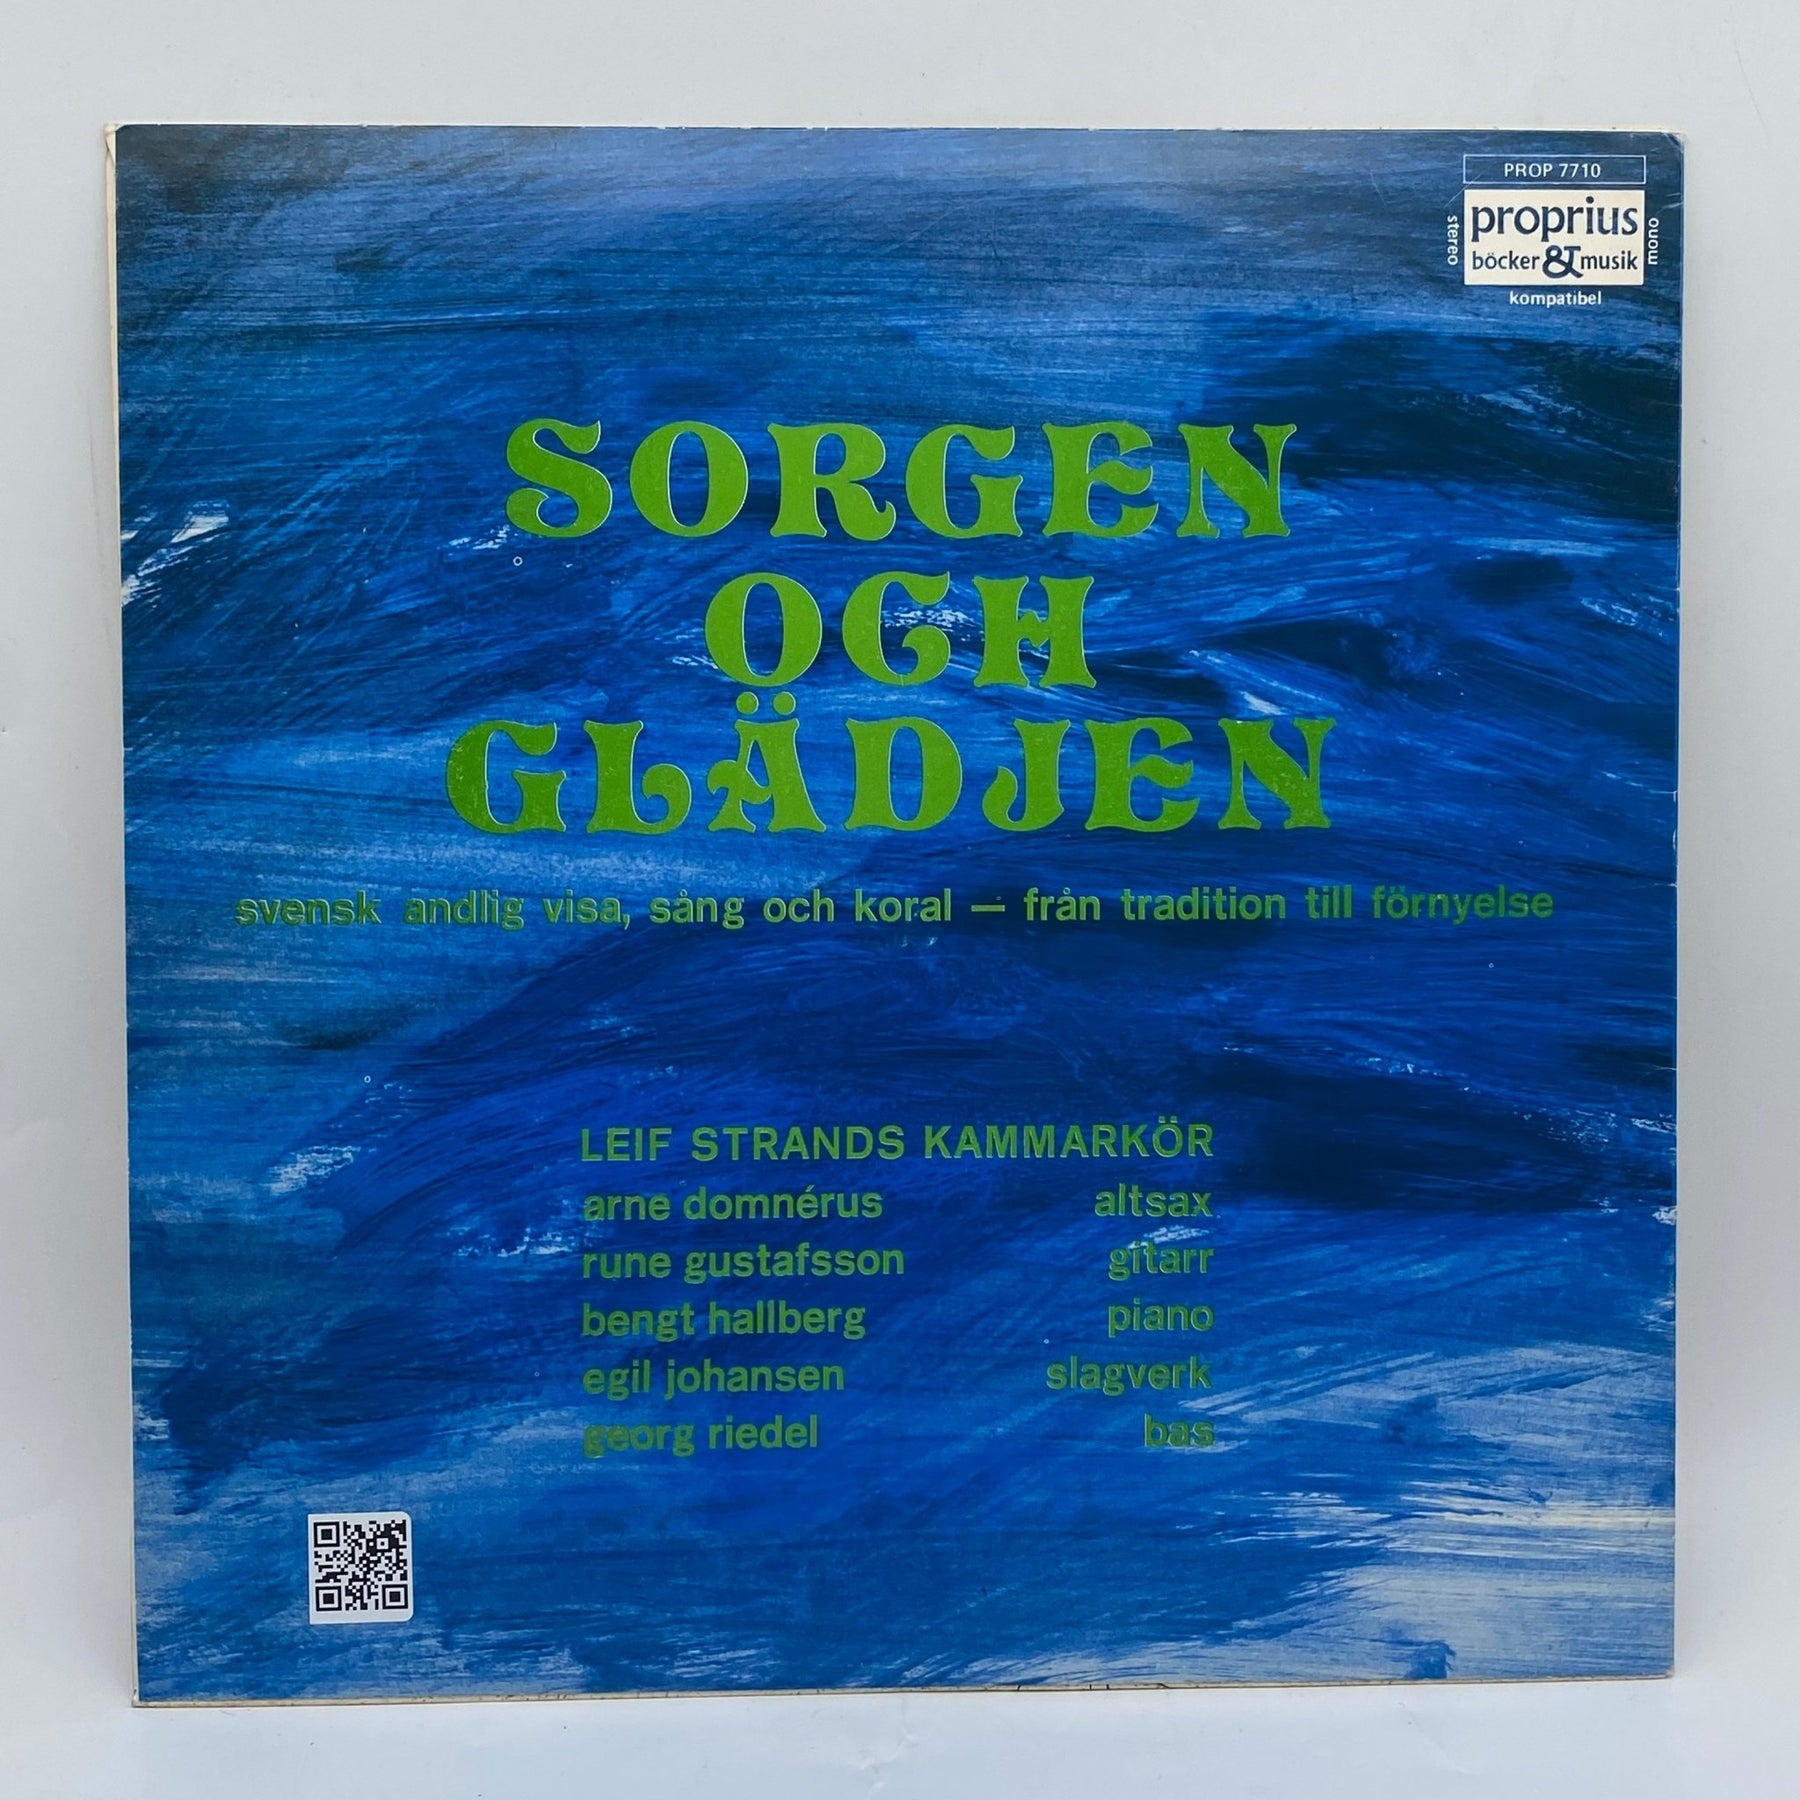 PROP 7710
stereo
proprius
mono
böcker & musik
kompatibel
SORGEN
OCH
GLÄDJEN
svensk andlig visa, sång och koral – från tradition till förnyelse
LEIF STRANDS KAMMARKÖR
arne domnérus altsax
rune gustafsson gitarr
bengt hallberg piano
egil johansen slagverk
georg riedel bas